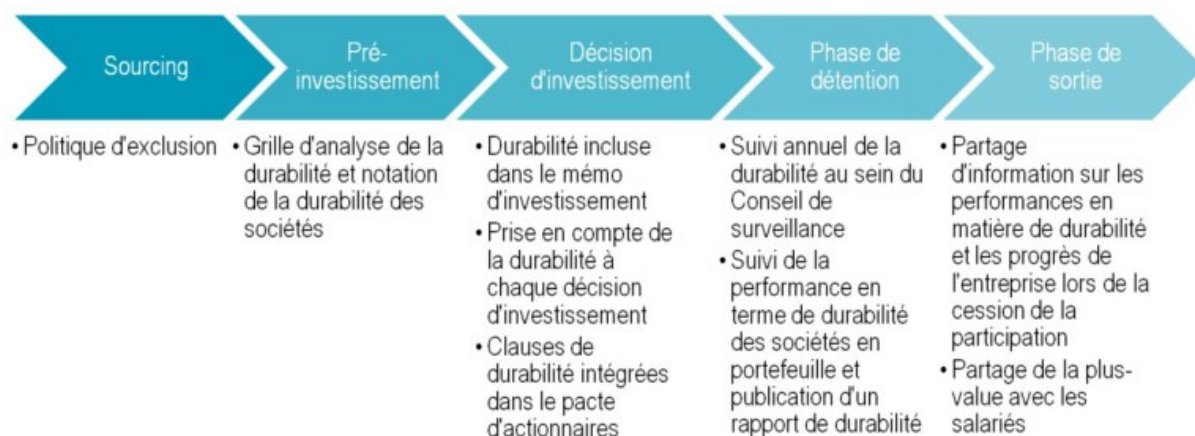 Sourcing
Pré-
investissement
Décision
d'investissement
Phase de
détention
Phase de
sortie
• Politique d'exclusion
• Grille d'analyse de la
durabilité et notation
de la durabilité des
sociétés
• Durabilité incluse
dans le mémo
d'investissement
• Prise en compte de
la durabilité à
chaque décision
d'investissement
• Clauses de
durabilité intégrées
dans le pacte
d'actionnaires
• Suivi annuel de la
durabilité au sein du
Conseil de
surveillance
• Suivi de la
performance en
terme de durabilité
des sociétés en
portefeuille et
publication d'un
rapport de durabilité
• Partage
d'information sur les
performances en
matière de durabilité
et les progrès de
l'entreprise lors de la
cession de la
participation
• Partage de la plus-
value avec les
salariés